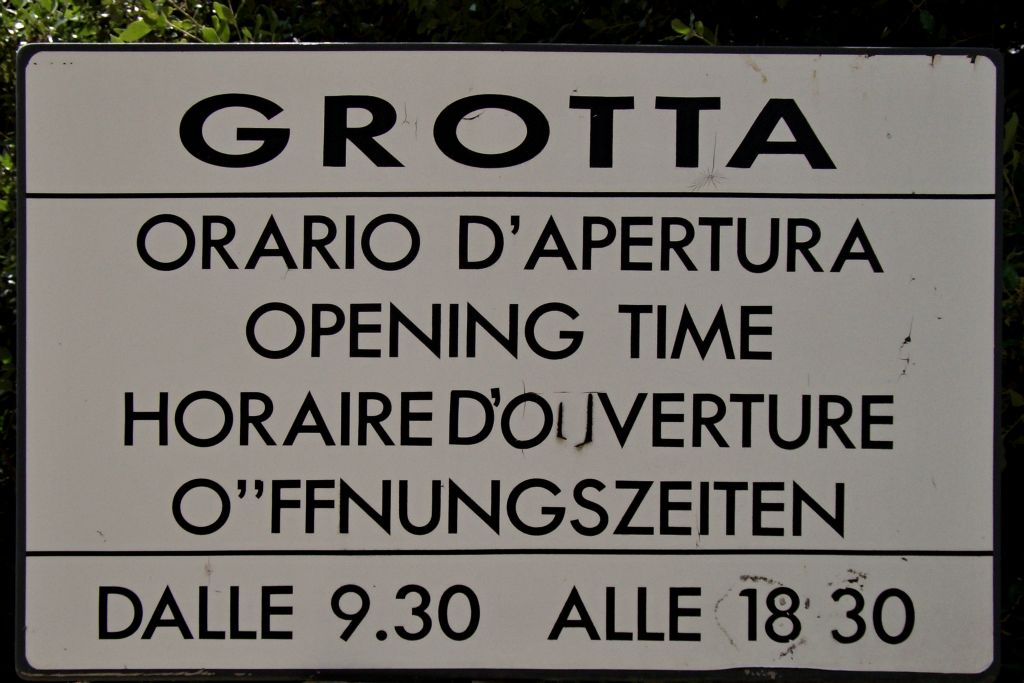 GROTTA
ORARIO D'APERTURA
OPENING TIME
HORAIRE D'OUVERTURE
O''FFNUNGSZEITEN
DALLE 9.30 ALLE 18 30